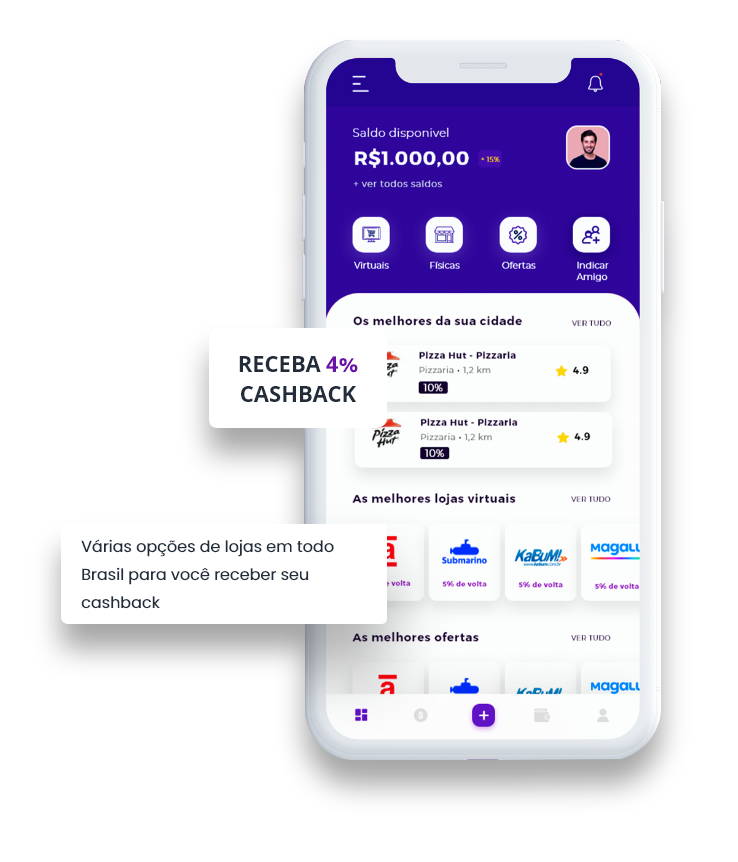 Saldo disponivel
R$1.000,00
15%
+ ver todos saldos
Virtuais
Físicas
Ofertas
Indicar
Amigo
Os melhores da sua cidade
VER TUDO
RECEBA 4%
CASHBACK
Pizza Hut - Pizzaria
Pizzaria • 1,2 km
10%
4.9
Pizza Hut
Pizza Hut - Pizzaria
Pizzaria • 1,2 km
10%
4.9
As melhores lojas virtuais
VER TUDO
Várias opções de lojas em todo
Brasil para você receber seu
cashback
a
volta
Submarino
5% de volta
KaBuM!
www.kabum.com.br
5% de volta
MAGALU
5% de volta
As melhores ofertas
VER TUDO
a
KaBuM!
MAGALU